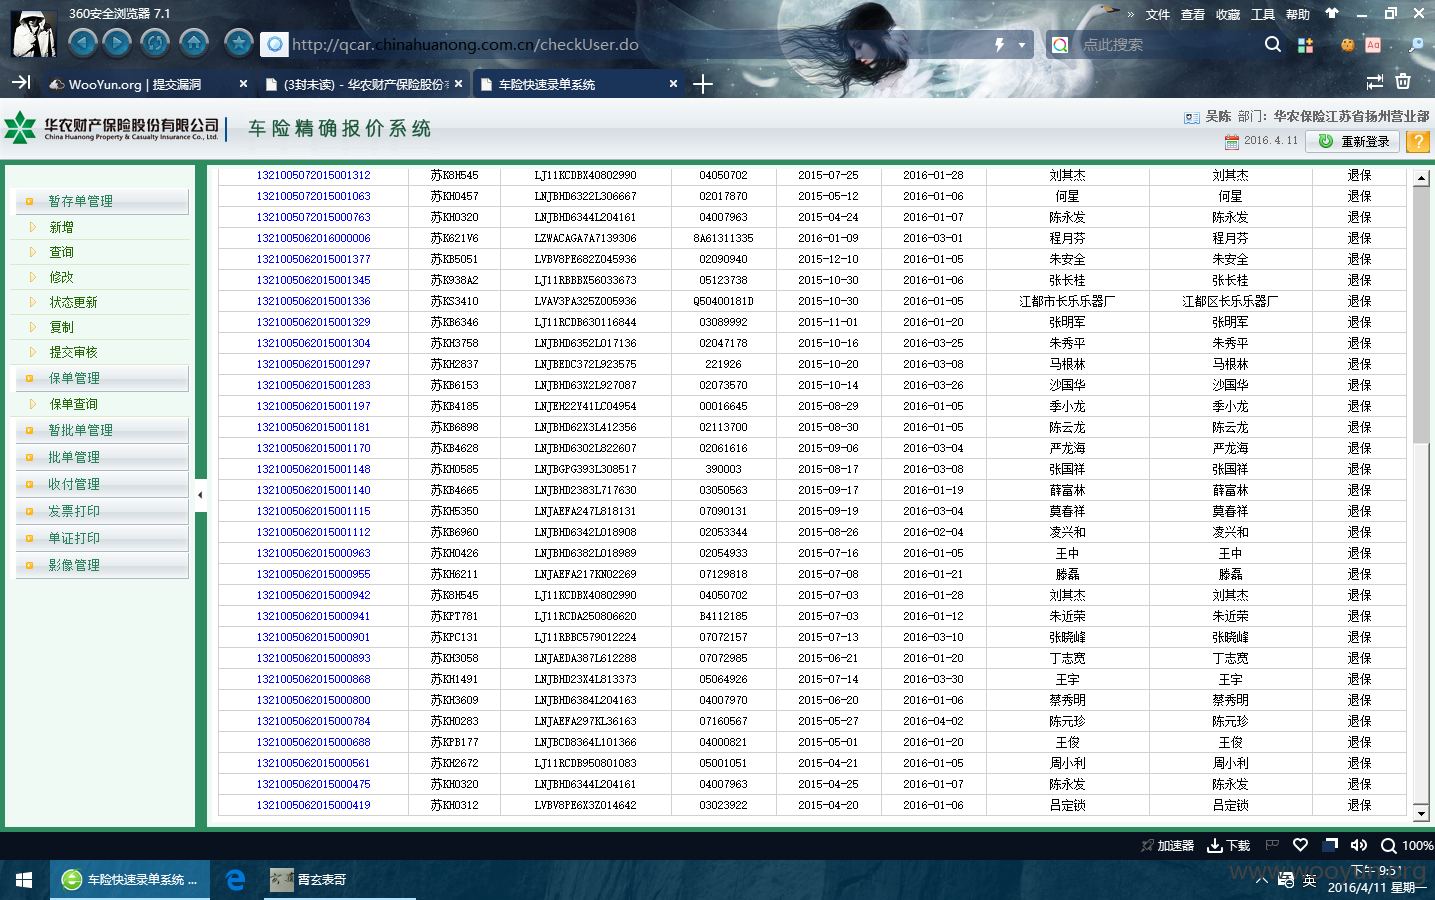 360安全浏览器 7.1
» 文件 查看 收藏 工具 帮助
http://qcar.chinahuanong.com.cn/checkUser.do
点此搜索
WooYun.org | 提交漏洞
(3封未读) - 华农财产保险股份
车险快速录单系统
华农财产保险股份有限公司
China Huanong Property & Casualty Insurance Co., Ltd.
车险精确报价系统
吴陈 部门: 华农保险江苏省扬州营业部
2016.4.11 重新登录 ?
暂存单管理
新增
查询
修改
状态更新
复制
提交审核
保单管理
保单查询
暂批单管理
批单管理
收付管理
发票打印
单证打印
影像管理
1321005072015001312 苏K8H545 LJ11KCDBX40802990 04050702 2015-07-25 2016-01-28 刘其杰 刘其杰 退保
1321005072015001063 苏KH0457 LNJBHD6322L306667 02017870 2015-05-12 2016-01-06 何星 何星 退保
1321005072015000763 苏KH0320 LNJBHD6344L204161 04007963 2015-04-24 2016-01-07 陈永发 陈永发 退保
1321005062016000006 苏K621V6 LZWACAGA7A7139306 8A61311335 2016-01-09 2016-03-01 程月芬 程月芬 退保
1321005062015001377 苏KB5051 LVBV8PE682Z045936 02090940 2015-12-10 2016-01-05 朱安全 朱安全 退保
1321005062015001345 苏K938A2 LJ11RBBBX56033673 05123738 2015-10-30 2016-01-06 张长桂 张长桂 退保
1321005062015001336 苏KS3410 LVAV3PA325Z005936 Q50400181D 2015-10-30 2016-01-05 江都市长乐乐器厂 江都区长乐乐器厂 退保
1321005062015001329 苏KB6346 LJ11RCDB630116844 03089992 2015-11-01 2016-01-20 张明军 张明军 退保
1321005062015001304 苏KH3758 LNJBHD6352L017136 02047178 2015-10-16 2016-03-25 朱秀平 朱秀平 退保
1321005062015001297 苏KH2837 LNJBEDC372L923575 221926 2015-10-20 2016-03-08 马根林 马根林 退保
1321005062015001283 苏KB6153 LNJBHD63X2L927087 02073570 2015-10-14 2016-03-26 沙国华 沙国华 退保
1321005062015001197 苏KB4185 LNJEH22Y41LC04954 00016645 2015-08-29 2016-01-05 季小龙 季小龙 退保
1321005062015001181 苏KB6898 LNJBHD62X3L412356 02113700 2015-08-30 2016-01-05 陈云龙 陈云龙 退保
1321005062015001170 苏KB4628 LNJBHD6302L822607 02061616 2015-09-06 2016-03-04 严龙海 严龙海 退保
1321005062015001148 苏KH0585 LNJBGPG393L308517 390003 2015-08-17 2016-03-08 张国祥 张国祥 退保
1321005062015001140 苏KB4665 LNJBHD2383L717630 03050563 2015-09-17 2016-01-19 薛富林 薛富林 退保
1321005062015001115 苏KH5350 LNJAEFA247L818131 07090131 2015-09-19 2016-03-04 莫春祥 莫春祥 退保
1321005062015001112 苏KB6960 LNJBHD6342L018908 02053344 2015-08-26 2016-02-04 凌兴和 凌兴和 退保
1321005062015000963 苏KH0426 LNJBHD6382L018989 02054933 2015-07-16 2016-01-05 王中 王中 退保
1321005062015000955 苏KH6211 LNJAEFA217KN02269 07129818 2015-07-08 2016-01-21 滕磊 滕磊 退保
1321005062015000942 苏K8H545 LJ11KCDBX40802990 04050702 2015-07-03 2016-01-28 刘其杰 刘其杰 退保
1321005062015000941 苏KPT781 LJ11RCDA250806620 B4112185 2015-07-03 2016-01-12 朱近荣 朱近荣 退保
1321005062015000901 苏KPC131 LJ11RBBC579012224 07072157 2015-07-13 2016-03-10 张晓峰 张晓峰 退保
1321005062015000893 苏KH3058 LNJAEDA387L612288 07072985 2015-06-21 2016-01-20 丁志宽 丁志宽 退保
1321005062015000868 苏KH1491 LNJBHD23X4L813373 05064926 2015-07-14 2016-03-30 王宇 王宇 退保
1321005062015000800 苏KH3609 LNJBHD6384L204163 04007970 2015-06-20 2016-01-06 蔡秀明 蔡秀明 退保
1321005062015000784 苏KH0283 LNJAEFA297KL36163 07160567 2015-05-27 2016-04-02 陈元珍 陈元珍 退保
1321005062015000688 苏KPB177 LNJBCD8364L101366 04000821 2015-05-01 2016-01-20 王俊 王俊 退保
1321005062015000561 苏KH2672 LJ11RCDB950801083 05001051 2015-04-21 2016-01-05 周小利 周小利 退保
1321005062015000475 苏KH0320 LNJBHD6344L204161 04007963 2015-04-25 2016-01-07 陈永发 陈永发 退保
1321005062015000419 苏KH0312 LVBV8PE6X3Z014642 03023922 2015-04-20 2016-01-06 吕定锁 吕定锁 退保
加速器 下载 100%
车险快速录单系统 ...
霄玄表哥
英
下午 9:51
2016/4/11 星期一
www.wooyun.org